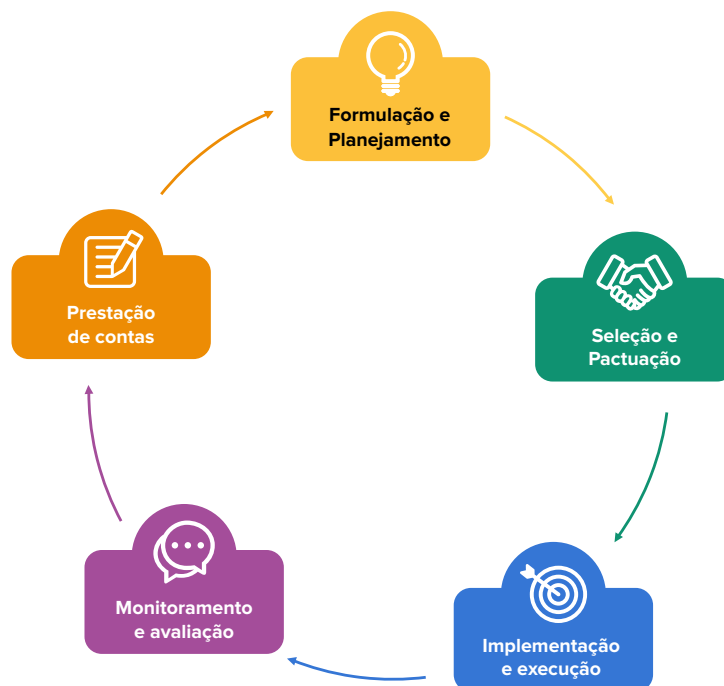 Formulação e
Planejamento
Seleção e
Pactuação
Implementação
e execução
Monitoramento
e avaliação
Prestação
de contas